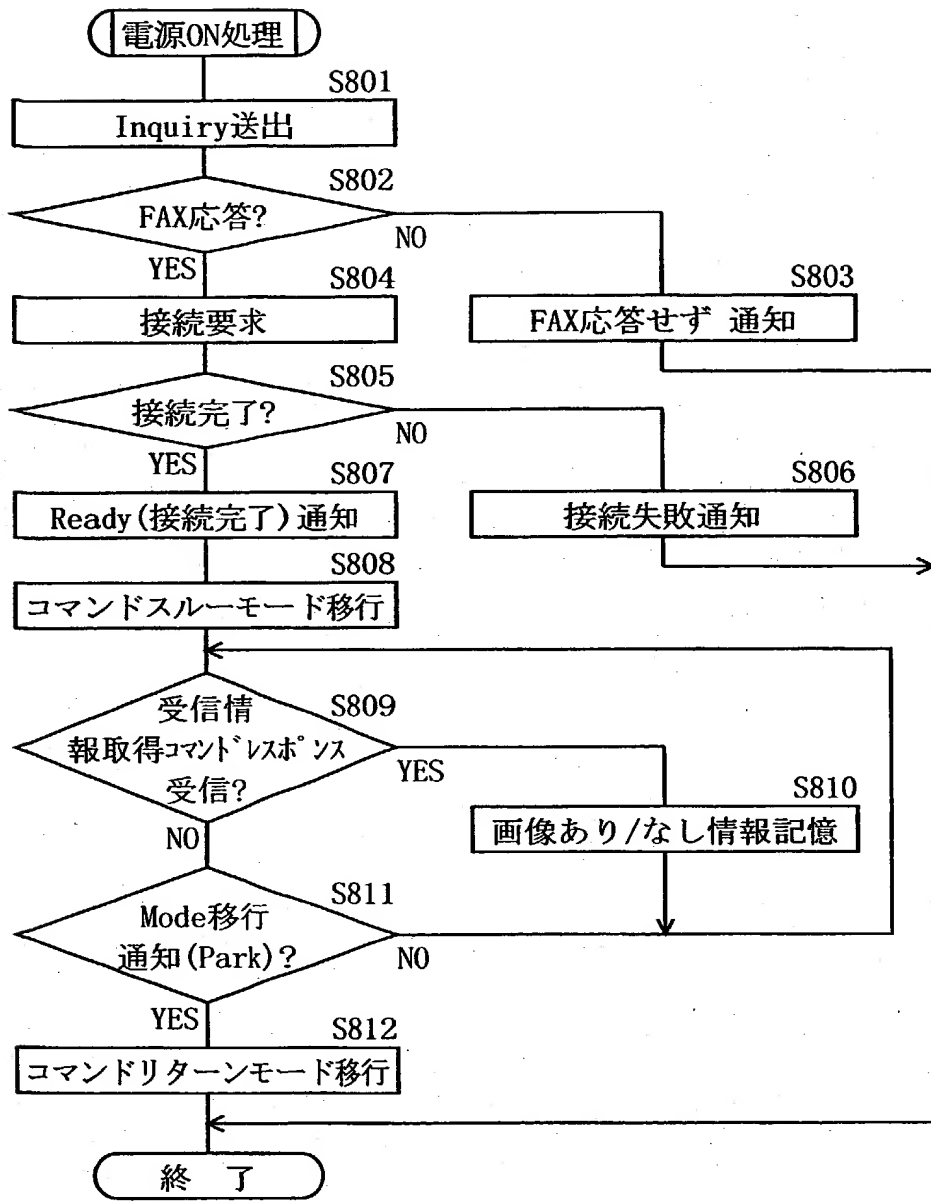 電源ON処理
S801
Inquiry送出
S802
FAX応答?
NO
YES
S804
接続要求
S803
FAX応答せず 通知
S805
接続完了?
NO
YES
S807
Ready(接続完了)通知
S806
接続失敗通知
S808
コマンドスルーモード移行
S809
受信情
報取得コマンドレスポンス
受信?
YES
NO
S810
画像あり/なし情報記憶
S811
Mode移行
通知(Park)?
NO
YES
S812
コマンドリターンモード移行
終 了